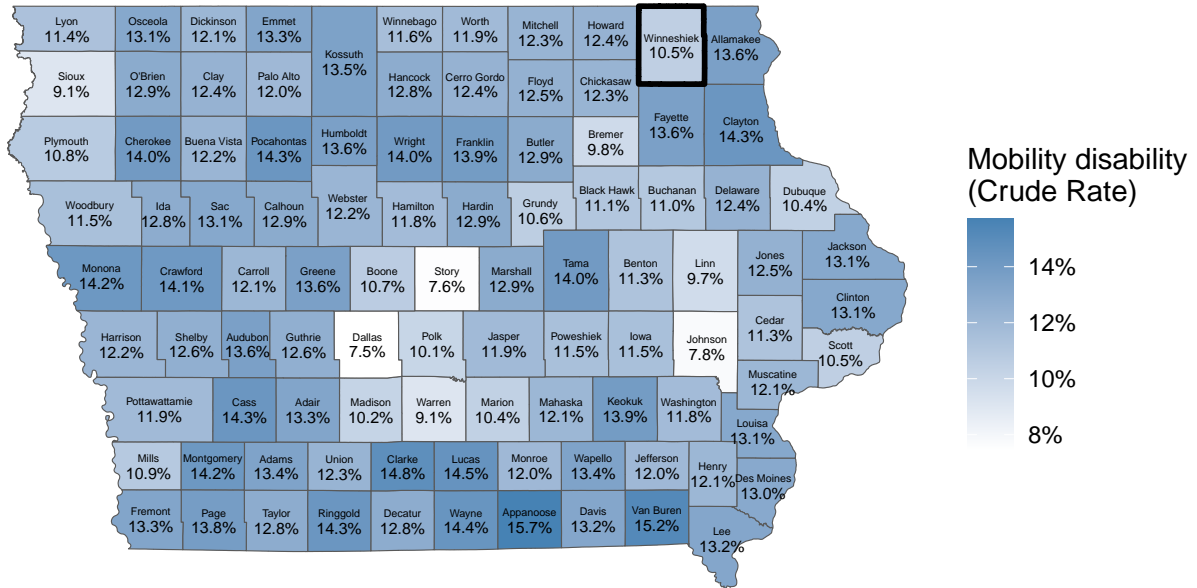 Lyon
11.4%
Osceola
13.1%
Dickinson
12.1%
Emmet
13.3%
Kossuth
13.5%
Winnebago
11.6%
Worth
11.9%
Mitchell
12.3%
Howard
12.4%
Winneshiek
10.5%
Allamakee
13.6%
Sioux
9.1%
O'Brien
12.9%
Clay
12.4%
Palo Alto
12.0%
Hancock
12.8%
Cerro Gordo
12.4%
Floyd
12.5%
Chickasaw
12.3%
Fayette
13.6%
Clayton
14.3%
Plymouth
10.8%
Cherokee
14.0%
Buena Vista
12.2%
Pocahontas
14.3%
Humboldt
13.6%
Wright
14.0%
Franklin
13.9%
Butler
12.9%
Bremer
9.8%
Mobility disability
(Crude Rate)
Woodbury
11.5%
Ida
12.8%
Sac
13.1%
Calhoun
12.9%
Webster
12.2%
Hamilton
11.8%
Hardin
12.9%
Grundy
10.6%
Black Hawk
11.1%
Buchanan
11.0%
Delaware
12.4%
Dubuque
10.4%
Monona
14.2%
Crawford
14.1%
Carroll
12.1%
Greene
13.6%
Boone
10.7%
Story
7.6%
Marshall
12.9%
Tama
14.0%
Benton
11.3%
Linn
9.7%
Jones
12.5%
Jackson
13.1%
Clinton
13.1%
14%
12%
10%
8%
Harrison
12.2%
Shelby
12.6%
Audubon
13.6%
Guthrie
12.6%
Dallas
7.5%
Polk
10.1%
Jasper
11.9%
Poweshiek
11.5%
Iowa
11.5%
Johnson
7.8%
Cedar
11.3%
Scott
10.5%
Muscatine
12.1%
Pottawattamie
11.9%
Cass
14.3%
Adair
13.3%
Madison
10.2%
Warren
9.1%
Marion
10.4%
Mahaska
12.1%
Keokuk
13.9%
Washington
11.8%
Louisa
13.1%
Mills
10.9%
Montgomery
14.2%
Adams
13.4%
Union
12.3%
Clarke
14.8%
Lucas
14.5%
Monroe
12.0%
Wapello
13.4%
Jefferson
12.0%
Henry
12.1%
Des Moines
13.0%
Fremont
13.3%
Page
13.8%
Taylor
12.8%
Ringgold
14.3%
Decatur
12.8%
Wayne
14.4%
Appanoose
15.7%
Davis
13.2%
Van Buren
15.2%
Lee
13.2%